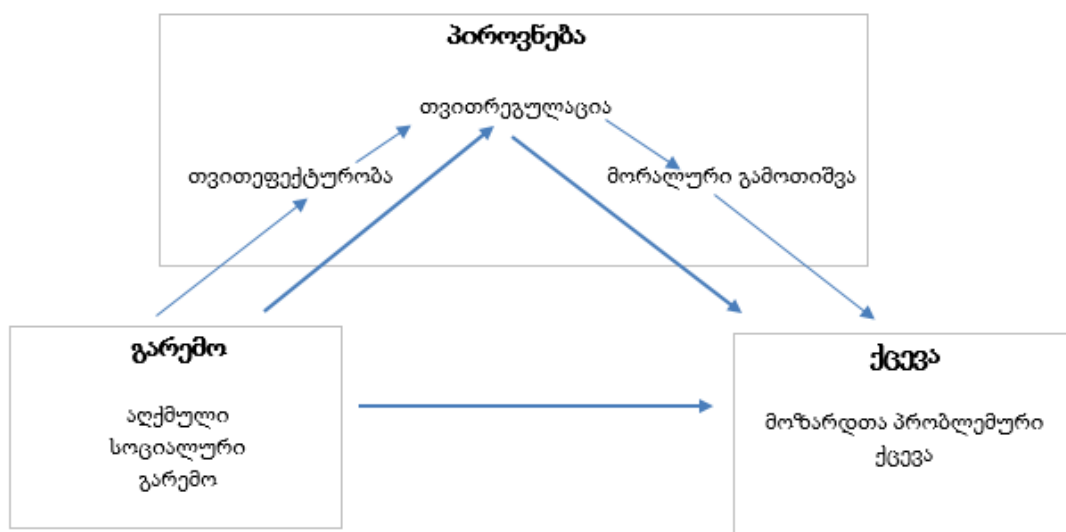 პიროვნება
თვითრეგულაცია
თვითეფექტურობა
მორალური გამოთიშვა
გარემო
აღქმული
სოციალური
გარემო
ქცევა
მოზარდთა პრობლემური
ქცევა